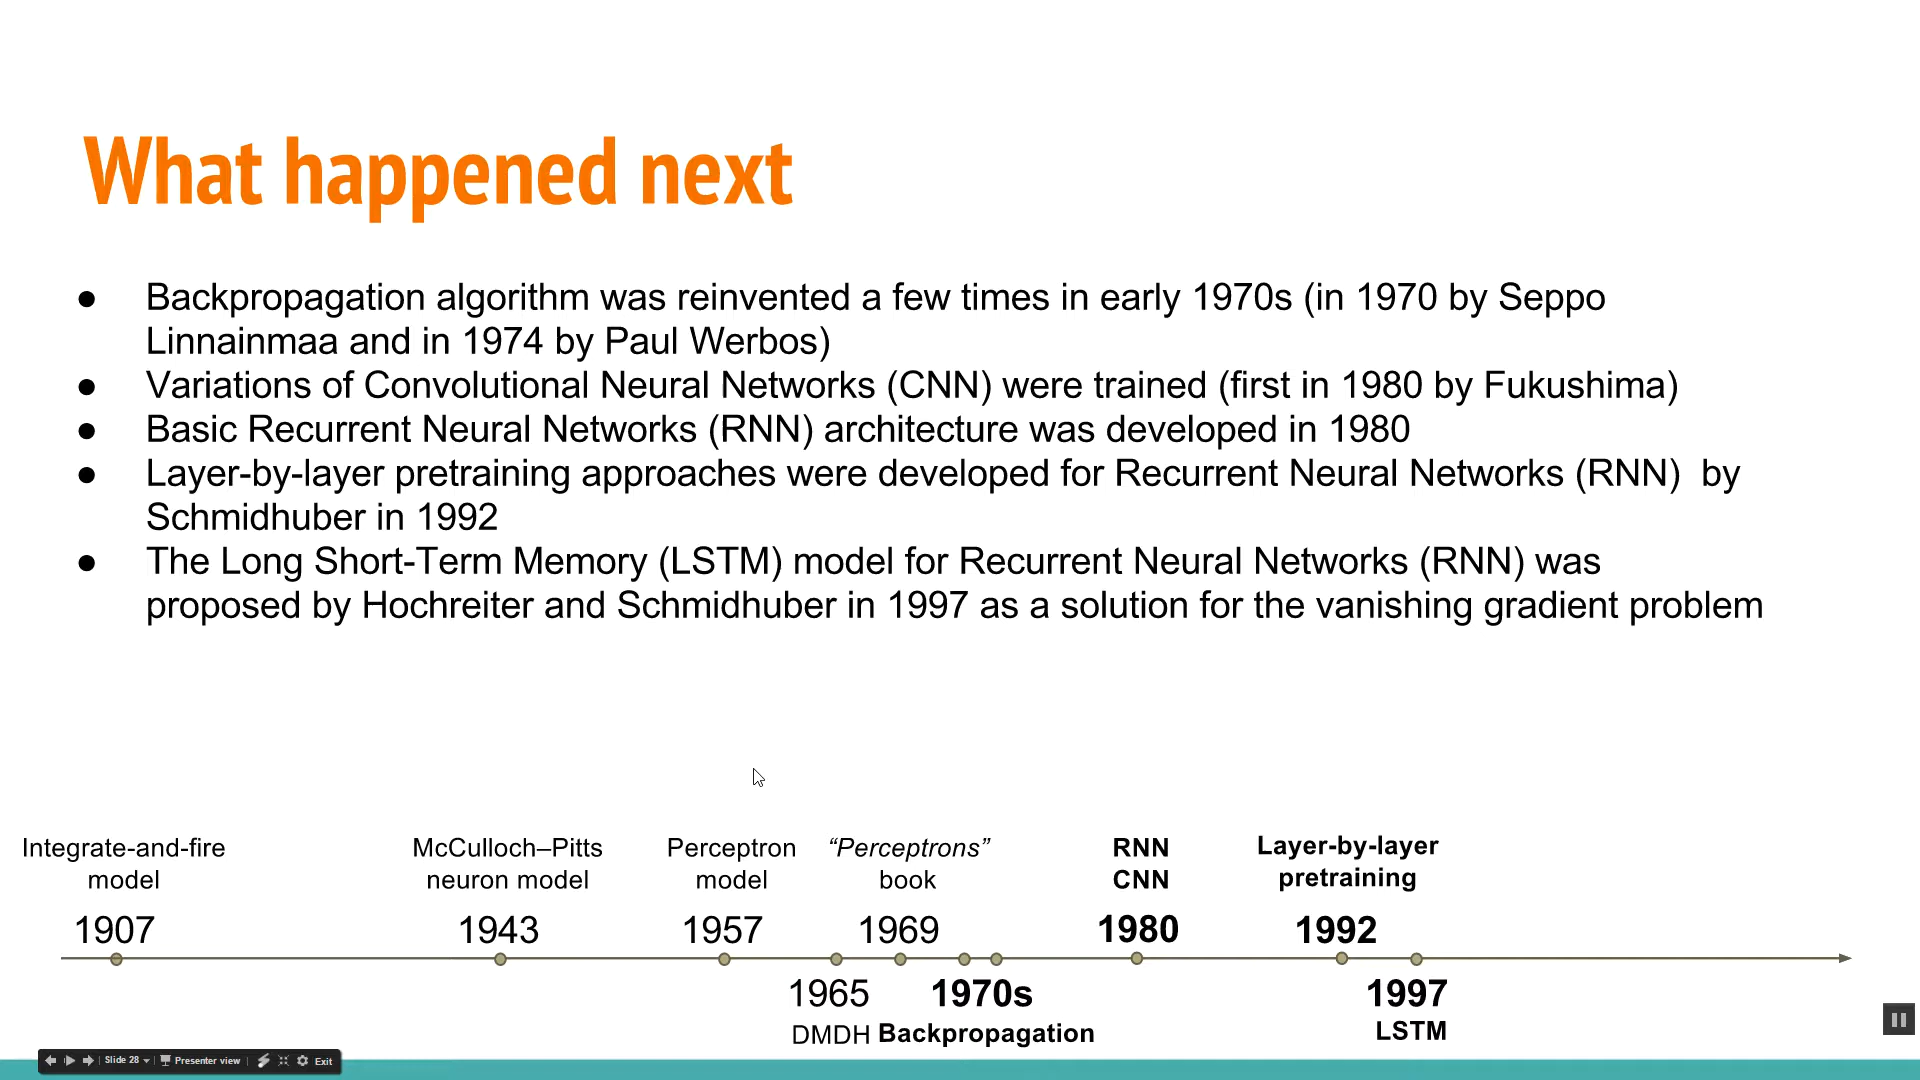 What happened next
● Backpropagation algorithm was reinvented a few times in early 1970s (in 1970 by Seppo
Linnainmaa and in 1974 by Paul Werbos)
● Variations of Convolutional Neural Networks (CNN) were trained (first in 1980 by Fukushima)
● Basic Recurrent Neural Networks (RNN) architecture was developed in 1980
● Layer-by-layer pretraining approaches were developed for Recurrent Neural Networks (RNN) by
Schmidhuber in 1992
● The Long Short-Term Memory (LSTM) model for Recurrent Neural Networks (RNN) was
proposed by Hochreiter and Schmidhuber in 1997 as a solution for the vanishing gradient problem
Integrate-and-fire
model
1907
McCulloch–Pitts
neuron model
1943
Perceptron
model
1957
“Perceptrons”
book
1969
RNN
CNN
1980
Layer-by-layer
pretraining
1992
1965
DMDH
1970s
Backpropagation
1997
LSTM
Slide 28
Presenter view
Exit